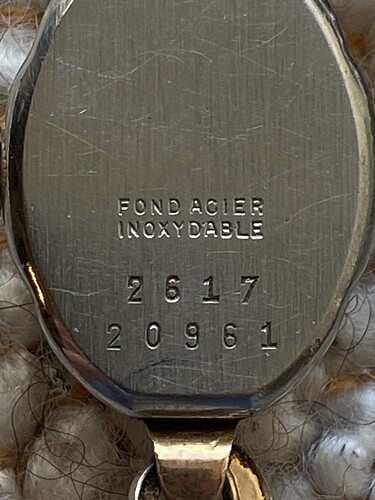 FOND ACIER
INOXYDABLE
2617
20961